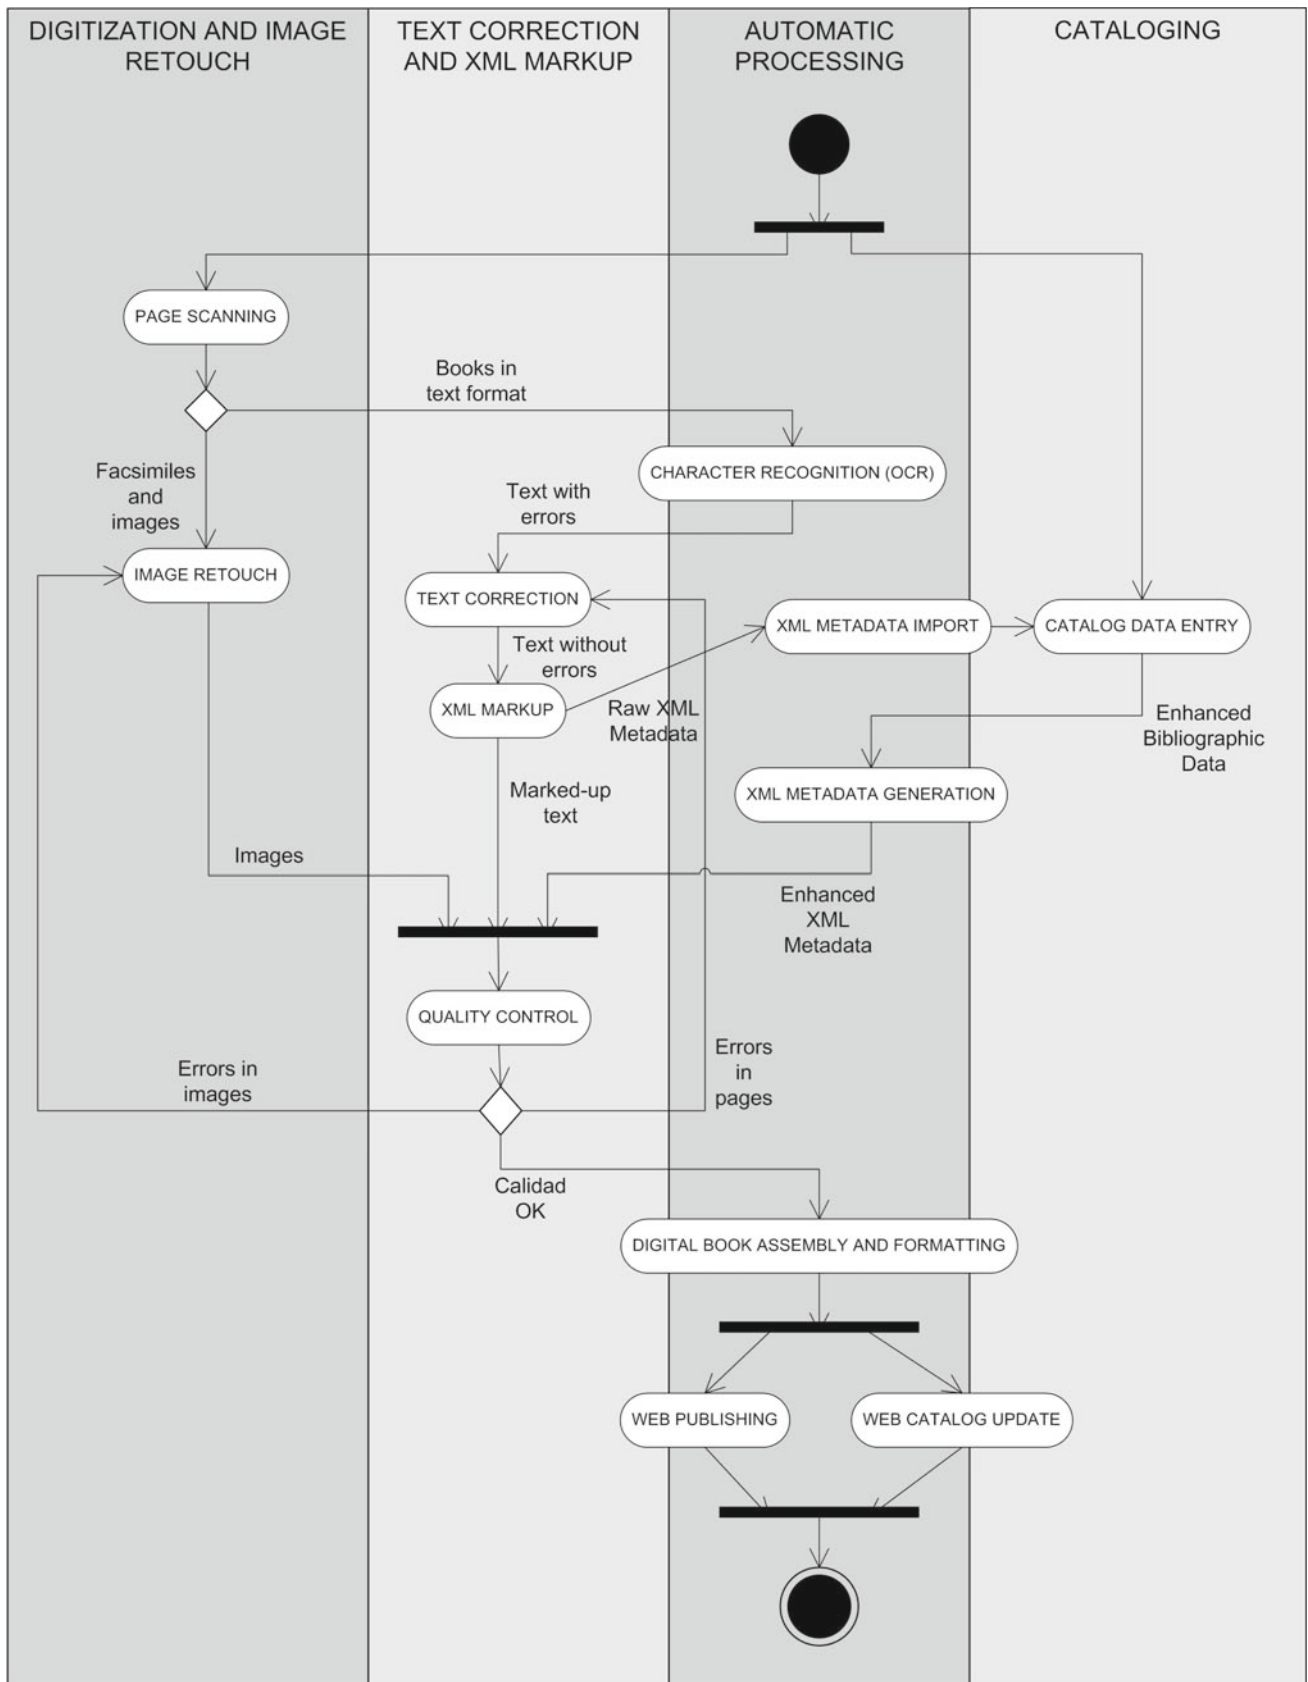 DIGITIZATION AND IMAGE
RETOUCH
TEXT CORRECTION
AND XML MARKUP
AUTOMATIC
PROCESSING
CATALOGING
PAGE SCANNING
Books in
text format
CHARACTER RECOGNITION (OCR)
Facsimiles
and
images
Text with
errors
IMAGE RETOUCH
TEXT CORRECTION
XML METADATA IMPORT
CATALOG DATA ENTRY
Text without
errors
XML MARKUP
Raw XML
Metadata
Enhanced
Bibliographic
Data
XML METADATA GENERATION
Marked-up
text
Images
Enhanced
XML
Metadata
QUALITY CONTROL
Errors in
images
Errors
in
pages
Calidad
OK
DIGITAL BOOK ASSEMBLY AND FORMATTING
WEB PUBLISHING
WEB CATALOG UPDATE